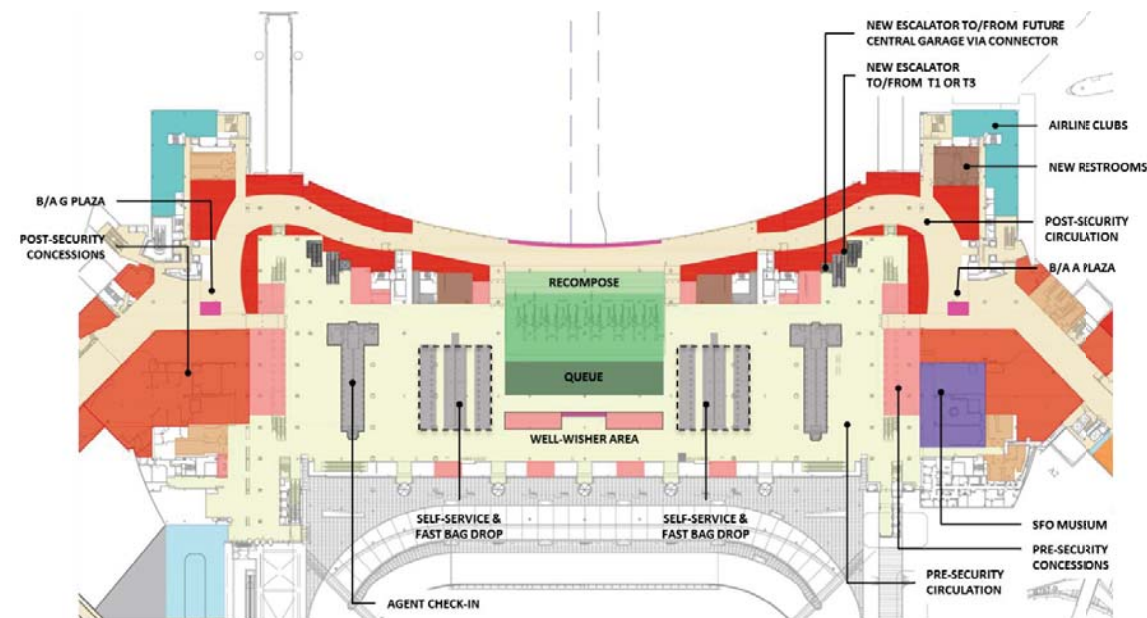 NEW ESCALATOR TO/FROM FUTURE
CENTRAL GARAGE VIA CONNECTOR
NEW ESCALATOR
TO/FROM T1 OR T3
AIRLINE CLUBS
NEW RESTROOMS
B/A G PLAZA
POST-SECURITY
CONCESSIONS
POST-SECURITY
CIRCULATION
B/A A PLAZA
RECOMPOSE
QUEUE
WELL-WISHER AREA
SELF-SERVICE &
FAST BAG DROP
SELF-SERVICE &
FAST BAG DROP
SFO MUSIUM
PRE-SECURITY
CONCESSIONS
PRE-SECURITY
CIRCULATION
AGENT CHECK-IN